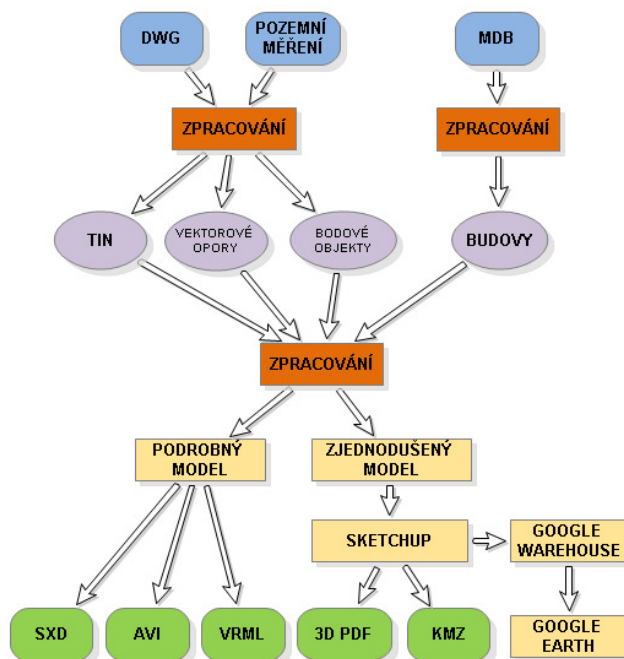 DWG
POZEMNÍ
MĚŘENÍ
MDB
ZPRACOVÁNÍ
ZPRACOVÁNÍ
TIN
VEKTOROVÉ
OPORY
BODOVÉ
OBJEKTY
BUDOVY
ZPRACOVÁNÍ
PODROBNÝ
MODEL
ZJEDNODUŠENÝ
MODEL
SKETCHUP
GOOGLE
WAREHOUSE
SXD
AVI
VRML
3D PDF
KMZ
GOOGLE
EARTH